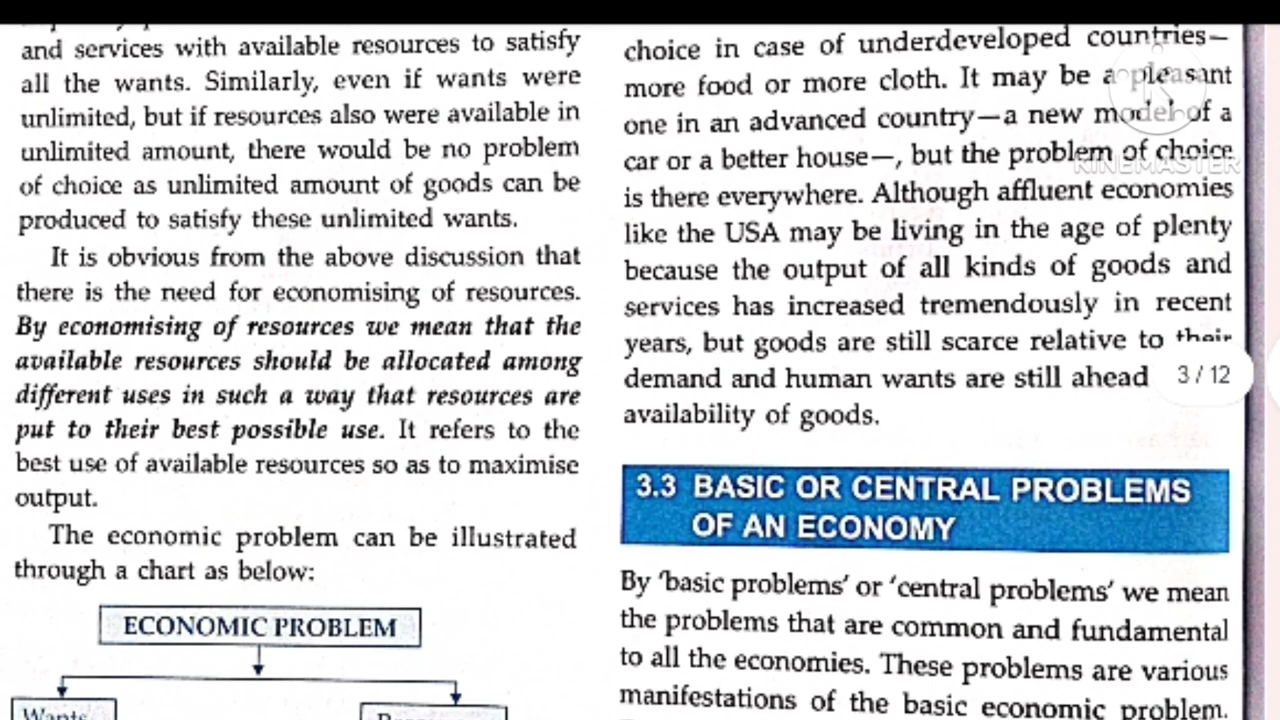 and services with available resources to satisfy
all the wants. Similarly, even if wants were
unlimited, but if resources also were available in
unlimited amount, there would be no problem
of choice as unlimited amount of goods can be
produced to satisfy these unlimited wants.
It is obvious from the above discussion that
there is the need for economising of resources.
By economising of resources we mean that the
available resources should be allocated among
different uses in such a way that resources are
put to their best possible use. It refers to the
best use of available resources so as to maximise
output.
The economic problem can be illustrated
through a chart as below:
ECONOMIC PROBLEM
Wants
choice in case of underdeveloped countries—
more food or more cloth. It may be a pleasant
one in an advanced country—a new model of a
car or a better house—, but the problem of choice
is there everywhere. Although affluent economies
like the USA may be living in the age of plenty
because the output of all kinds of goods and
services has increased tremendously in recent
years, but goods are still scarce relative to their
demand and human wants are still ahead
availability of goods.
3.3 BASIC OR CENTRAL PROBLEMS
OF AN ECONOMY
By ‘basic problems’ or ‘central problems’ we mean
the problems that are common and fundamental
to all the economies. These problems are various
manifestations of the basic economic problem.
KINEMASTER
3 / 12